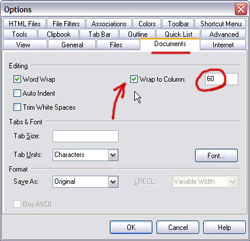 Options
HTML Files File Filters Associations Colors Toolbar Shortcut Menu
Tools Clipbook Tab Bar Outline Quick List Advanced
View General Files Documents Internet
Editing
Word Wrap Wrap to Column: 60
Auto Indent
Trim White Spaces
Tabs & Font
Tab Size:
Tab Units: Characters Font...
Format
Save As: Original LRECL: Variable Width
Dos ASCII
OK Cancel Help